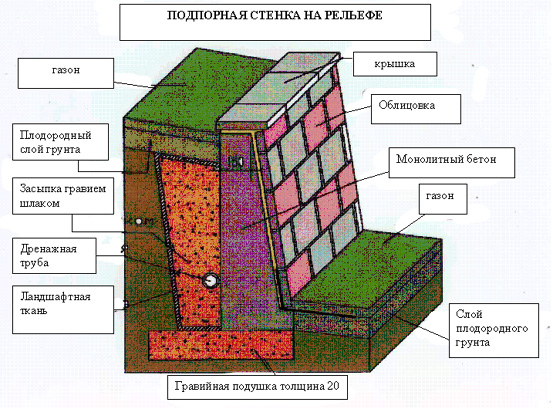 ПОДПОРНАЯ СТЕНКА НА РЕЛЬЕФЕ
газон
крышка
Облицовка
Плодородный
слой грунта
Монолитный бетон
Засыпка гравием
шлаком
газон
Дренажная
труба
Ландшафтная
ткань
Слой
плодородного
грунта
Гравийная подушка толщина 20